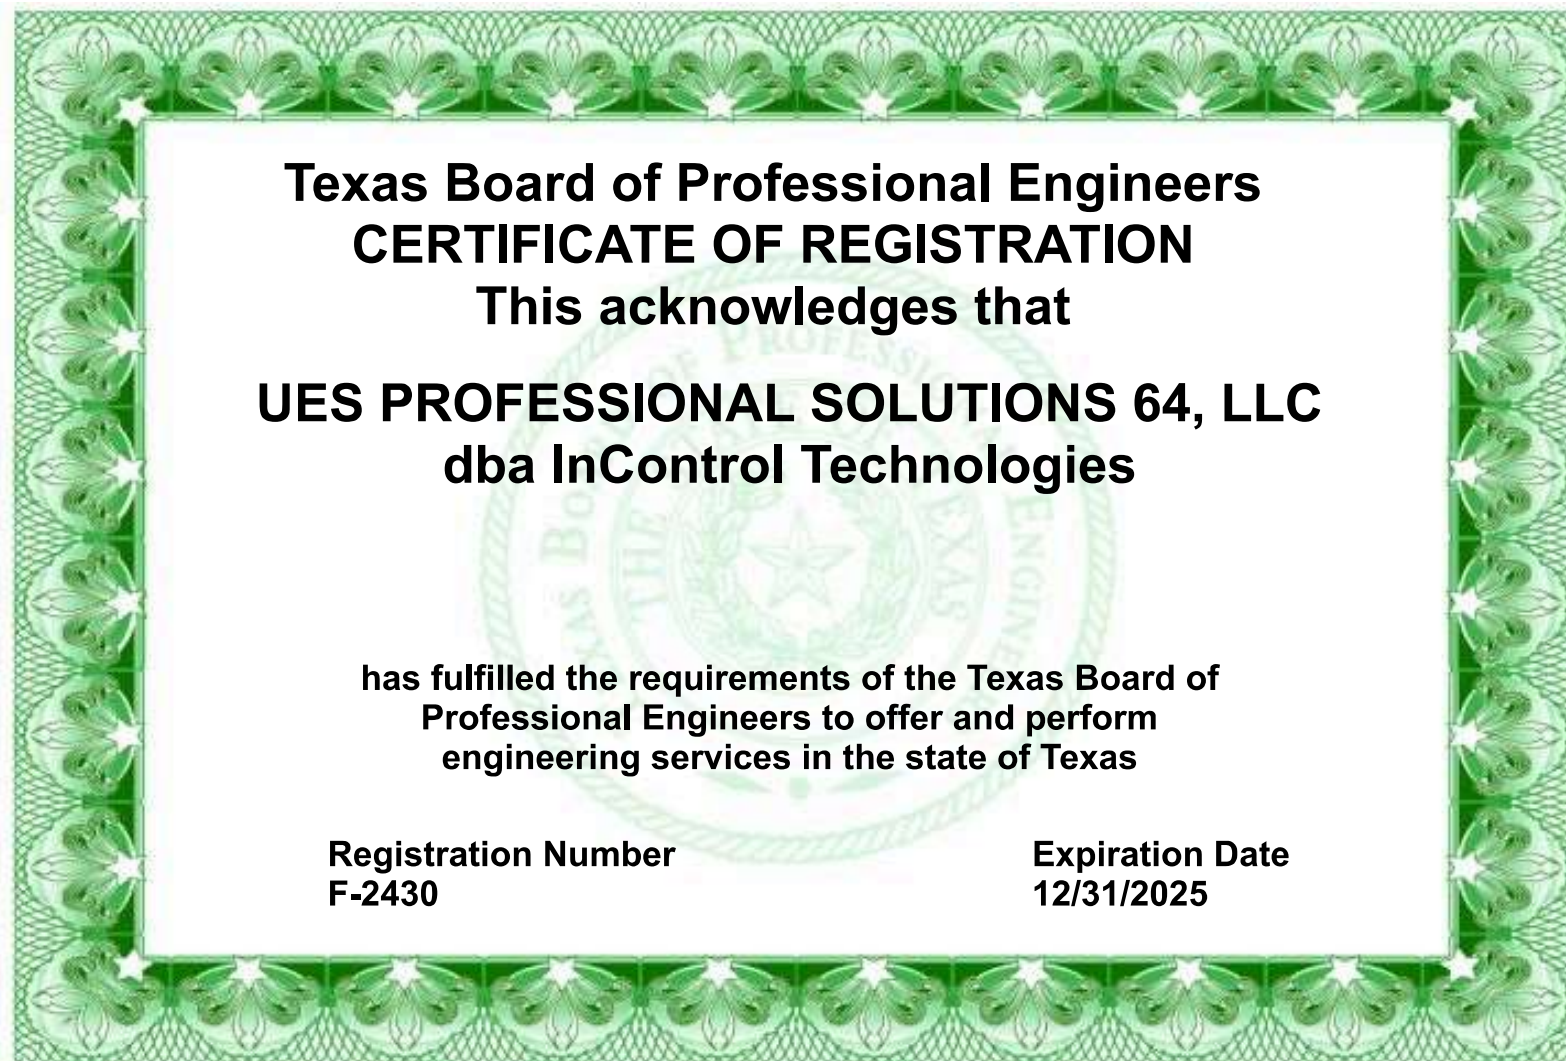 Texas Board of Professional Engineers
CERTIFICATE OF REGISTRATION
This acknowledges that
UES PROFESSIONAL SOLUTIONS 64, LLC
dba InControl Technologies
has fulfilled the requirements of the Texas Board of
Professional Engineers to offer and perform
engineering services in the state of Texas
Registration Number
F-2430
Expiration Date
12/31/2025